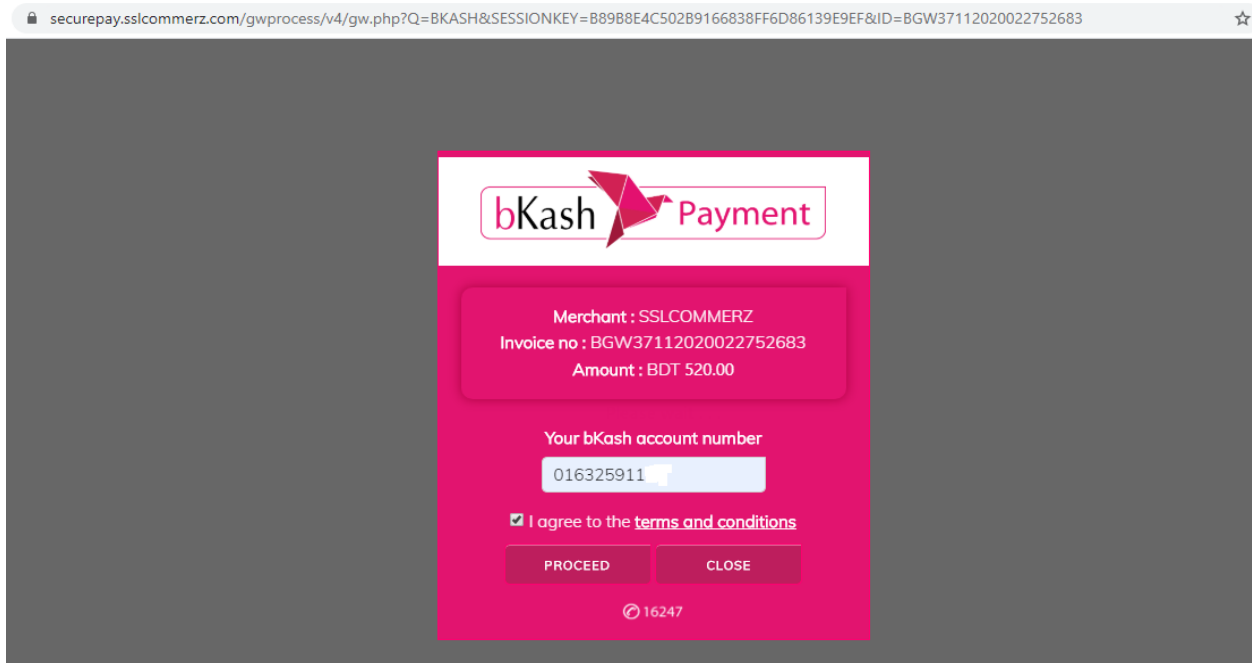 securepay.sslcommerz.com/gwprocess/v4/gw.php?Q=BKASH&SESSIONKEY=B89B8E4C502B9166838FF6D86139E9EF&ID=BGW37112020022752683
bKash Payment
Merchant : SSLCOMMERZ
Invoice no : BGW37112020022752683
Amount : BDT 520.00
Your bKash account number
016325911
I agree to the terms and conditions
PROCEED CLOSE
16247